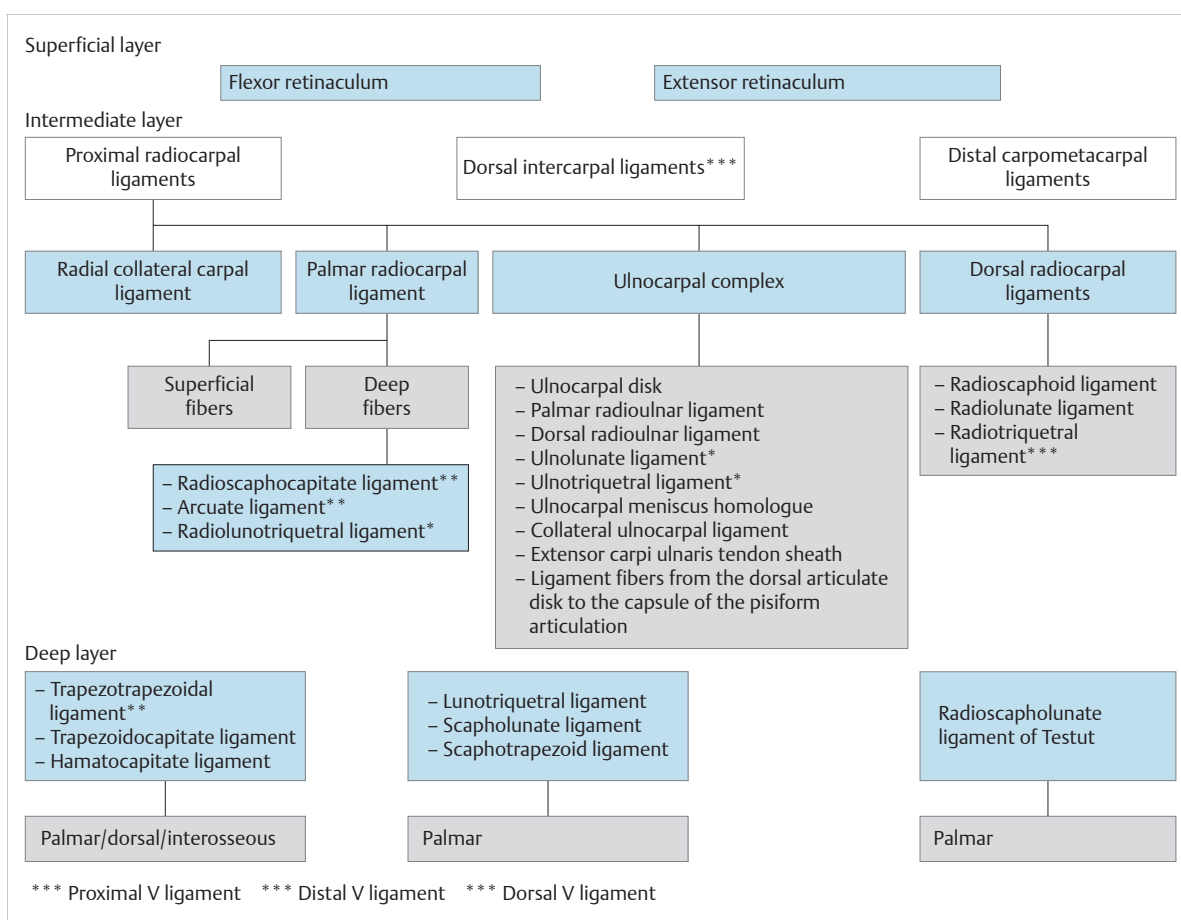 Superficial layer
Flexor retinaculum
Extensor retinaculum
Intermediate layer
Proximal radiocarpal
ligaments
Dorsal intercarpal ligaments***
Distal carpometacarpal
ligaments
Radial collateral carpal
ligament
Palmar radiocarpal
ligament
Ulnocarpal complex
Dorsal radiocarpal
ligaments
Superficial
fibers
Deep
fibers
– Radioscaphocapitate ligament**
– Arcuate ligament**
– Radiolunotriquetral ligament*
– Ulnocarpal disk
– Palmar radioulnar ligament
– Dorsal radioulnar ligament
– Ulnolunate ligament*
– Ulnotriquetral ligament*
– Ulnocarpal meniscus homologue
– Collateral ulnocarpal ligament
– Extensor carpi ulnaris tendon sheath
– Ligament fibers from the dorsal articulate
disk to the capsule of the pisiform
articulation
– Radioscaphoid ligament
– Radiolunate ligament
– Radiotriquetral
ligament***
Deep layer
– Trapezotrapezoidal
ligament**
– Trapezoidocapitate ligament
– Hamatocapitate ligament
– Lunotriquetral ligament
– Scapholunate ligament
– Scaphotrapezoid ligament
Radioscapholunate
ligament of Testut
Palmar/dorsal/interosseous
Palmar
Palmar
*** Proximal V ligament *** Distal V ligament *** Dorsal V ligament